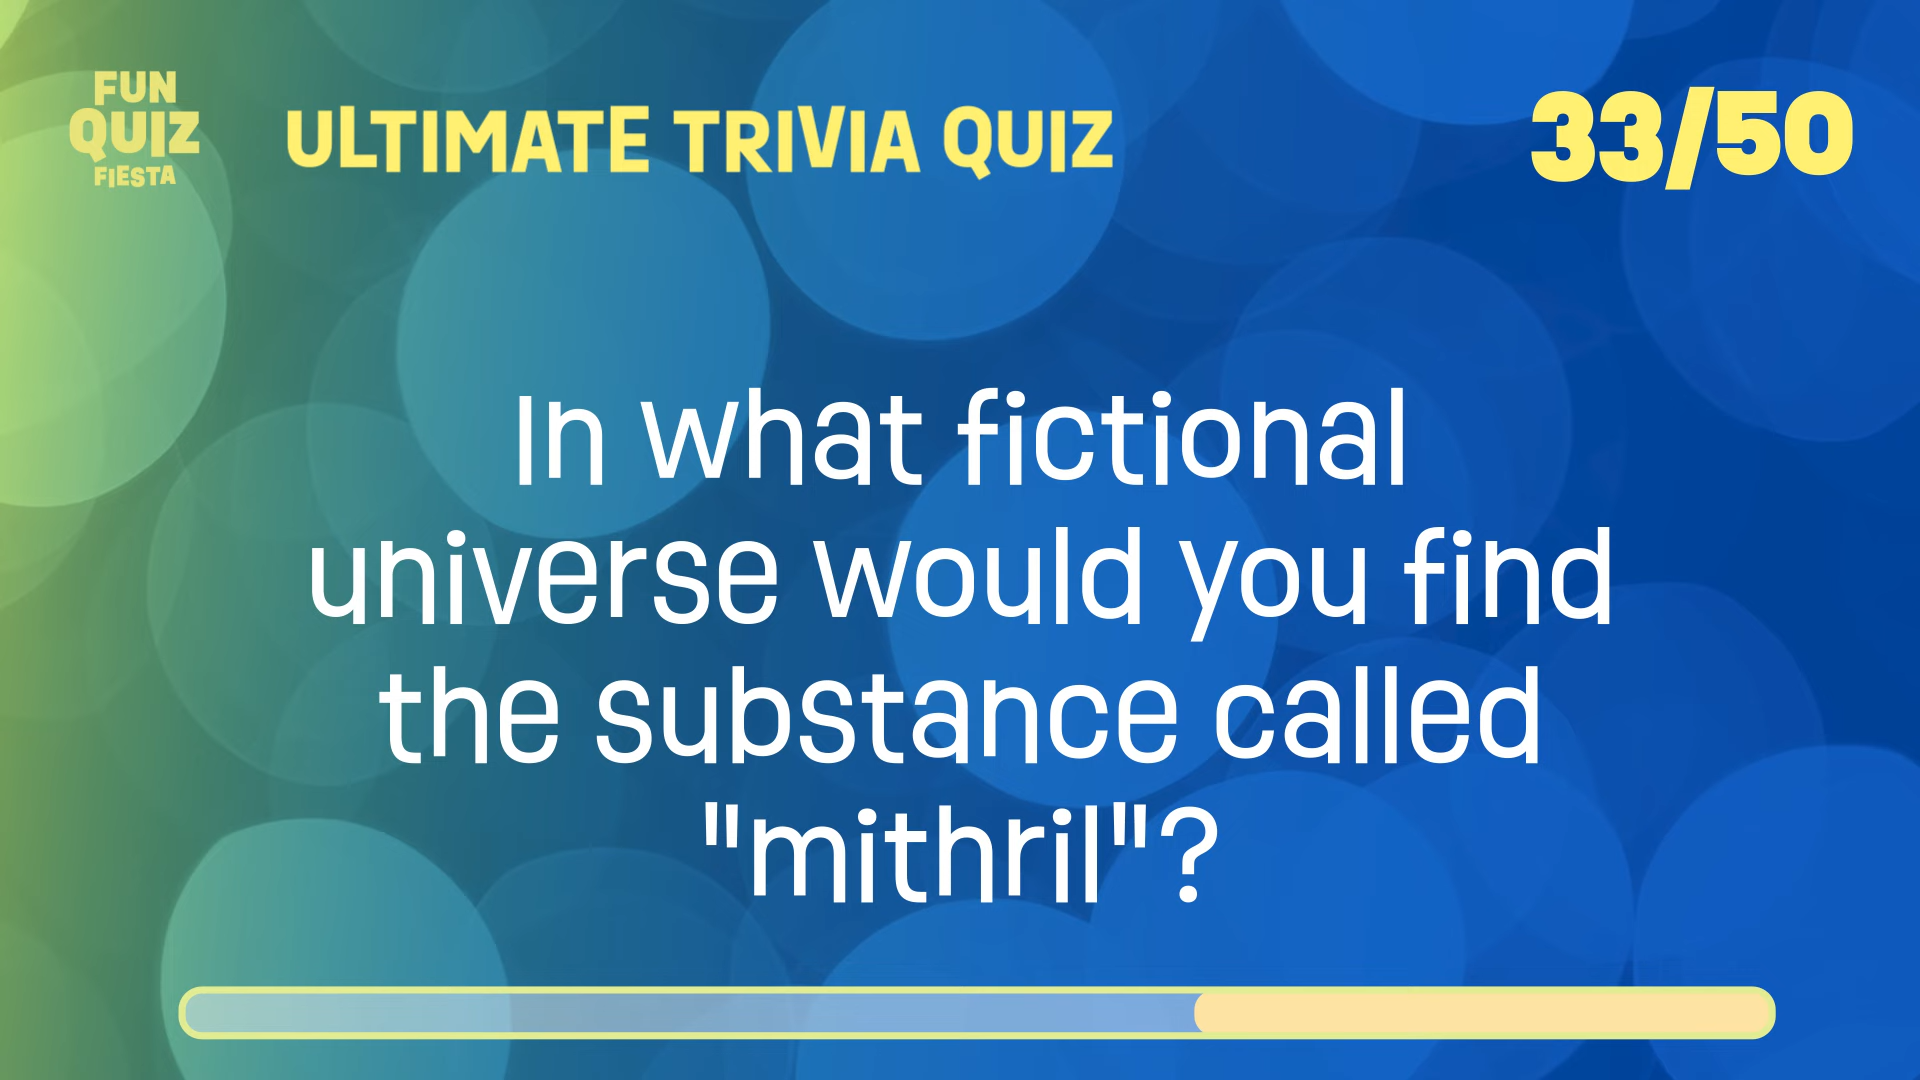 FUN
QUIZ
FIESTA
ULTIMATE TRIVIA QUIZ
33/50
In what fictional
universe would you find
the substance called
"mithril"?